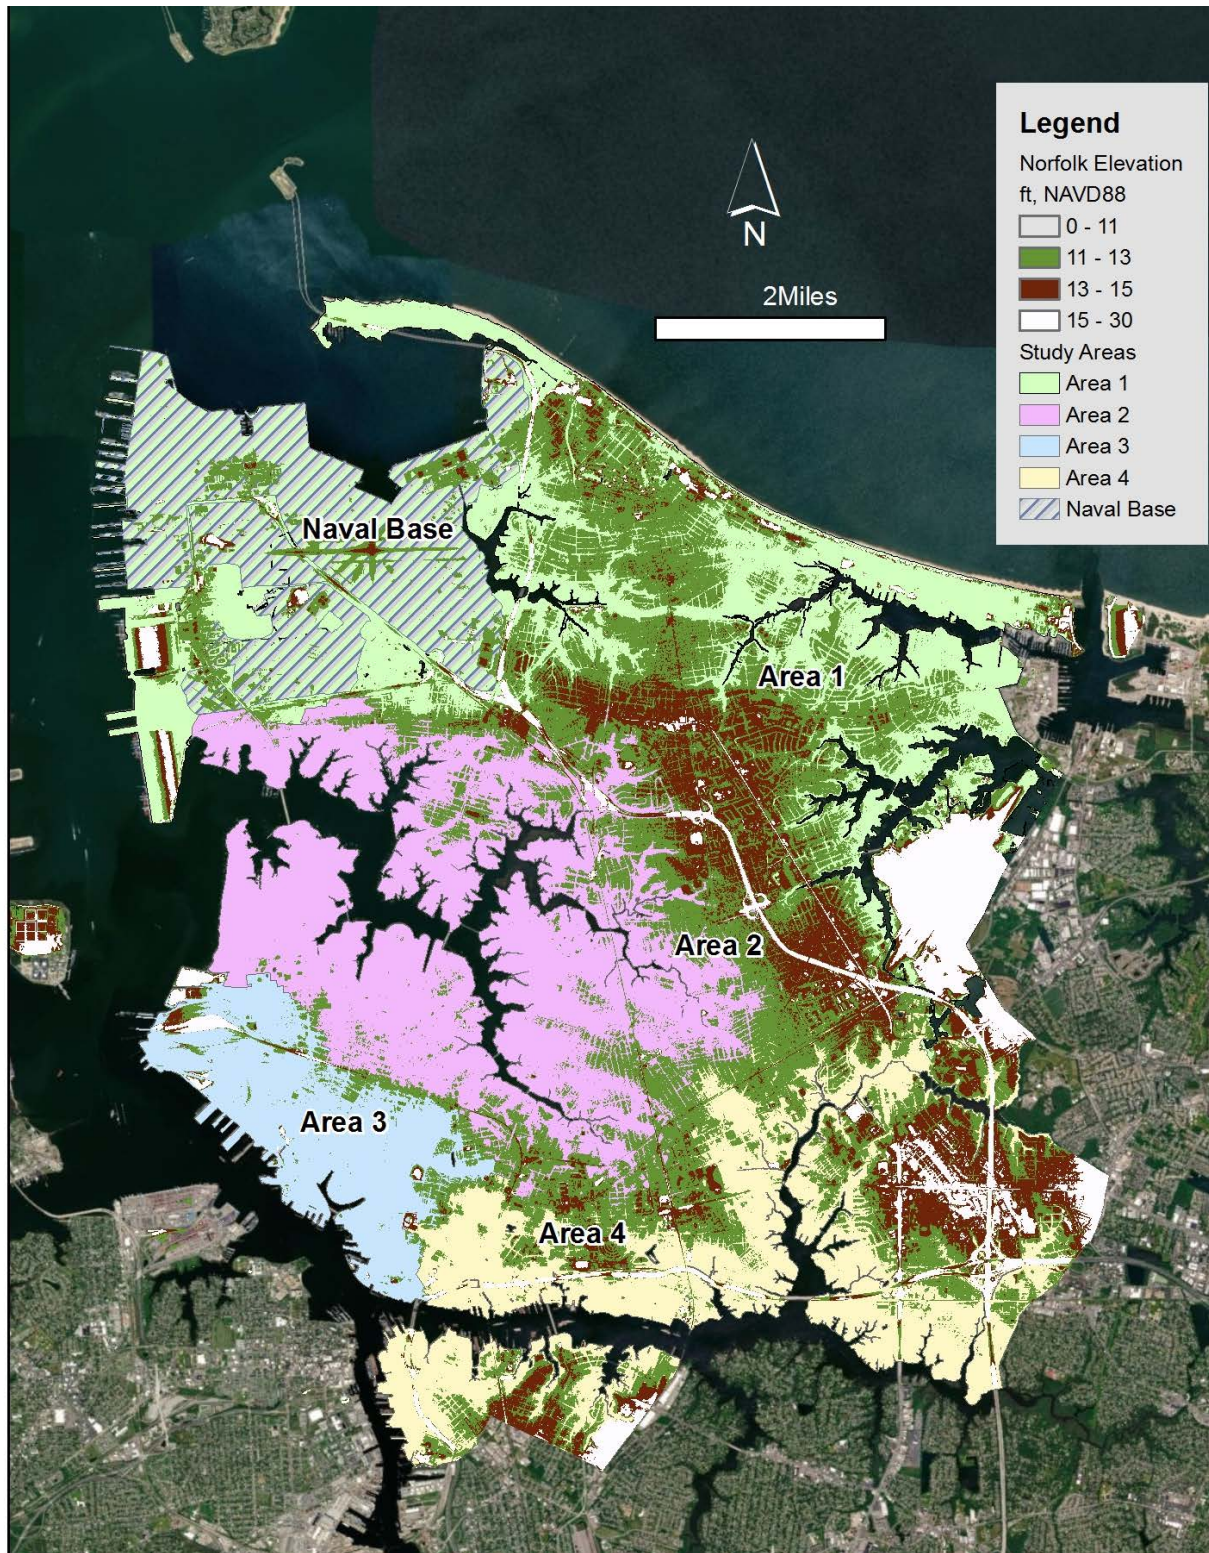 Legend
Norfolk Elevation
ft, NAVD88
0 - 11
11 - 13
13 - 15
15 - 30
Study Areas
Area 1
Area 2
Area 3
Area 4
Naval Base
N
2Miles
Naval Base
Area 1
Area 2
Area 3
Area 4